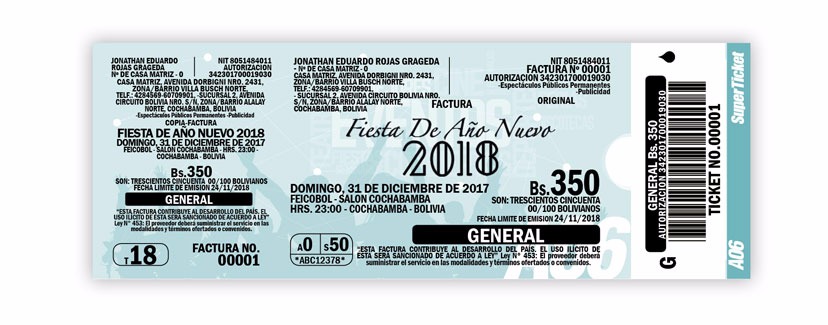 JONATHAN EDUARDO
ROJAS GRAGEDA
Nº DE CASA MATRIZ - 0
NIT 8051484011
AUTORIZACION
342301700019030
CASA MATRIZ, AVENIDA DORBIGNI NRO. 2431,
ZONA/BARRIO VILLA BUSCH NORTE,
TELF.: 4284569-60709901, -SUCURSAL 2, AVENIDA
CIRCUITO BOLIVIA NRO. S/N, ZONA/BARRIO ALALAY
NORTE, COCHABAMBA, BOLIVIA
-Espectáculos Públicos Permanentes -Publicidad
COPIA-FACTURA
FIESTA DE AÑO NUEVO 2018
DOMINGO, 31 DE DICIEMBRE DE 2017
FEICOBOL - SALON COCHABAMBA - HRS. 23:00 -
COCHABAMBA - BOLIVIA
Bs.350
SON: TRESCIENTOS CINCUENTA 00/100 BOLIVIANOS
FECHA LIMITE DE EMISION 24/11/2018
GENERAL
"ESTA FACTURA CONTRIBUYE AL DESARROLLO DEL PAÍS. EL
USO ILÍCITO DE ESTA SERÁ SANCIONADO DE ACUERDO A LEY"
Ley Nº 453: El proveedor deberá suministrar el servicio en las
modalidades y términos ofertados o convenidos.
T18
FACTURA NO.
00001
JONATHAN EDUARDO ROJAS GRAGEDA
- Nº DE CASA MATRIZ - 0
CASA MATRIZ, AVENIDA DORBIGNI NRO. 2431,
ZONA/BARRIO VILLA BUSCH NORTE,
TELF.: 4284569-60709901,
-SUCURSAL 2, AVENIDA CIRCUITO BOLIVIA NRO.
S/N, ZONA/BARRIO ALALAY NORTE,
COCHABAMBA, BOLIVIA
NIT 8051484011
FACTURA Nº 00001
AUTORIZACION 342301700019030
-Espectáculos Públicos Permanentes
-Publicidad
FACTURA
ORIGINAL
Fiesta De Año Nuevo
2018
DOMINGO, 31 DE DICIEMBRE DE 2017
FEICOBOL - SALON COCHABAMBA
HRS. 23:00 - COCHABAMBA - BOLIVIA
Bs.350
SON: TRESCIENTOS CINCUENTA
00/100 BOLIVIANOS
FECHA LIMITE DE EMISION 24/11/2018
GENERAL
A0 S50
*ABC12378*
"ESTA FACTURA CONTRIBUYE AL DESARROLLO DEL PAÍS. EL USO ILÍCITO DE
ESTA SERÁ SANCIONADO DE ACUERDO A LEY" Ley Nº 453: El proveedor deberá
suministrar el servicio en las modalidades y términos ofertados o convenidos.
A06
GENERAL Bs. 350
AUTORIZACION 342301700019030
G
TICKET NO.00001
SuperTicket
A06